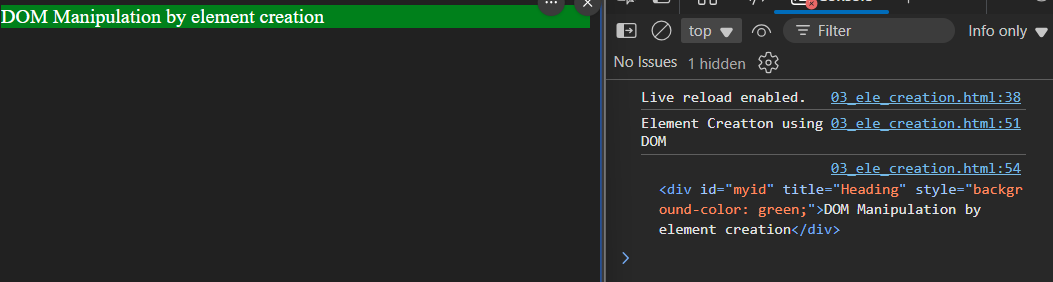 DOM Manipulation by element creation
top
Filter
Info only
No Issues 1 hidden
Live reload enabled. 03_ele_creation.html:38
Element Creatton using 03_ele_creation.html:51
DOM
03_ele_creation.html:54
<div id="myid" title="Heading" style="backgr
ound-color: green;">DOM Manipulation by
element creation</div>